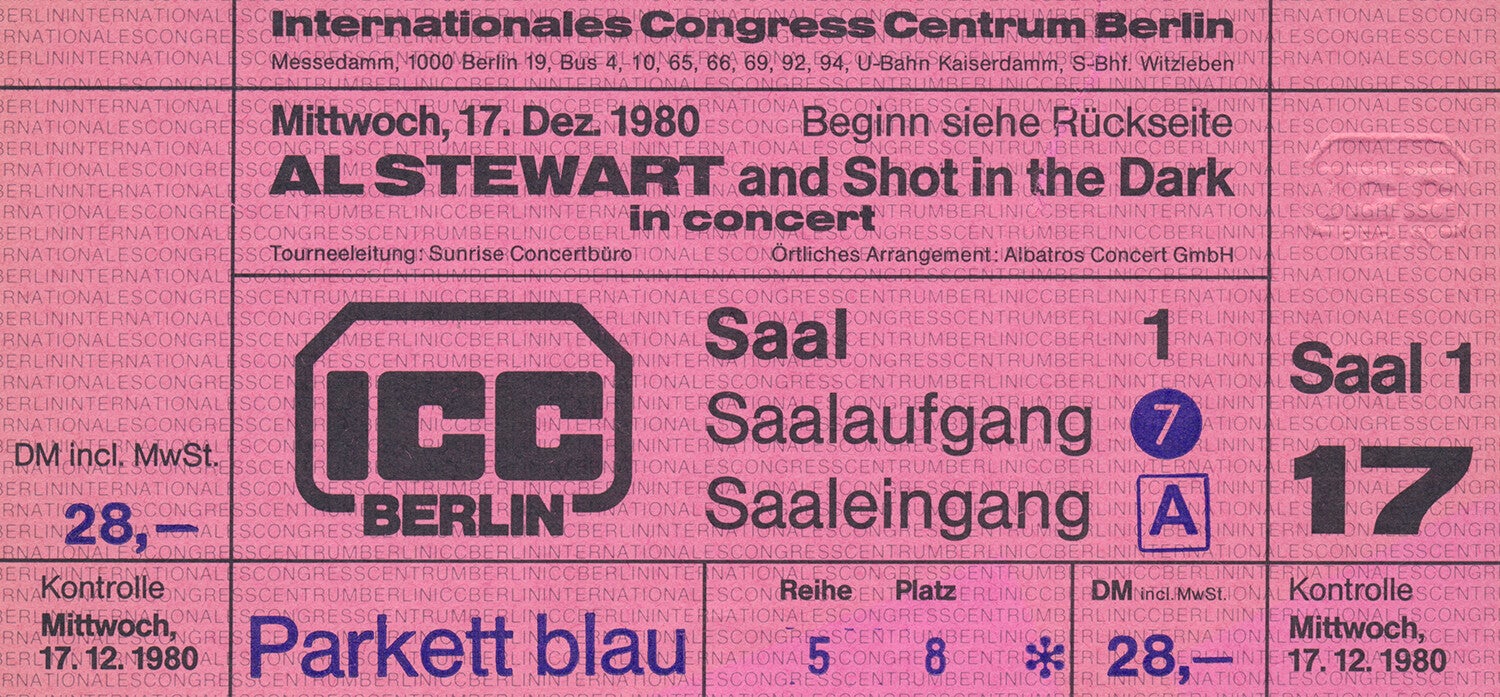 Internationales Congress Centrum Berlin
Messedamm, 1000 Berlin 19, Bus 4, 10, 65, 66, 69, 92, 94, U-Bahn Kaiserdamm, S-Bhf. Witzleben
Mittwoch, 17. Dez. 1980 Beginn siehe Rückseite
AL STEWART and Shot in the Dark
in concert
Tourneeleitung: Sunrise Concertbüro Örtliches Arrangement: Albatros Concert GmbH
DM incl. MwSt.
28,—
ICC
BERLIN
Saal 1
Saalaufgang 7
Saaleingang A
Saal 1
17
Kontrolle
Mittwoch,
17. 12. 1980
Parkett blau
Reihe Platz
5 8 *
DM incl. MwSt.
28,—
Kontrolle
Mittwoch,
17. 12. 1980